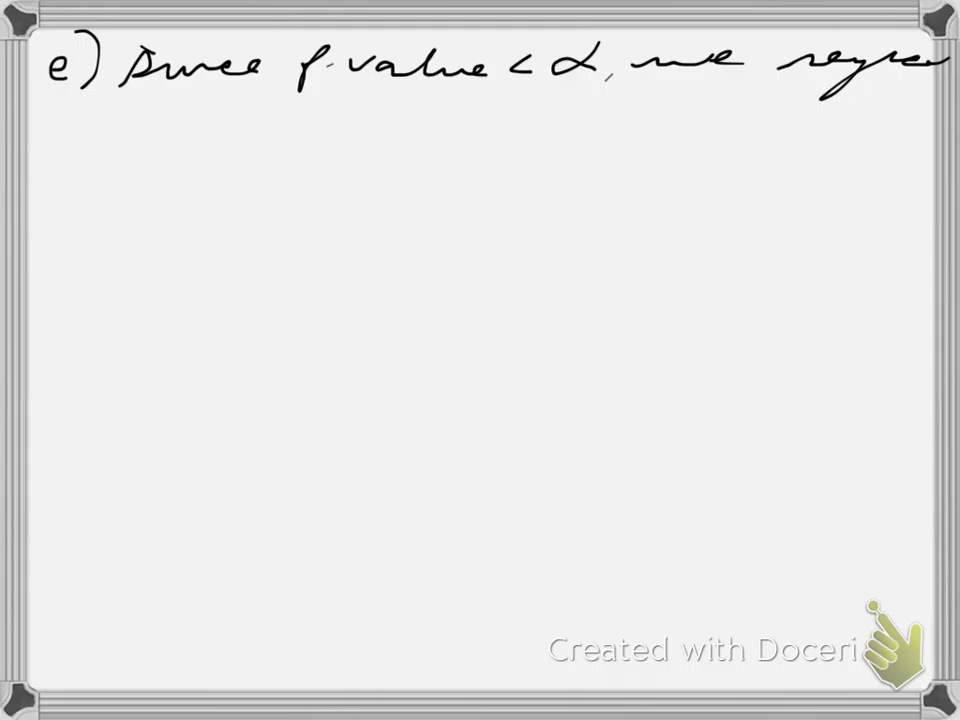 e) Since p-value < α, we reject
Created with Doceri